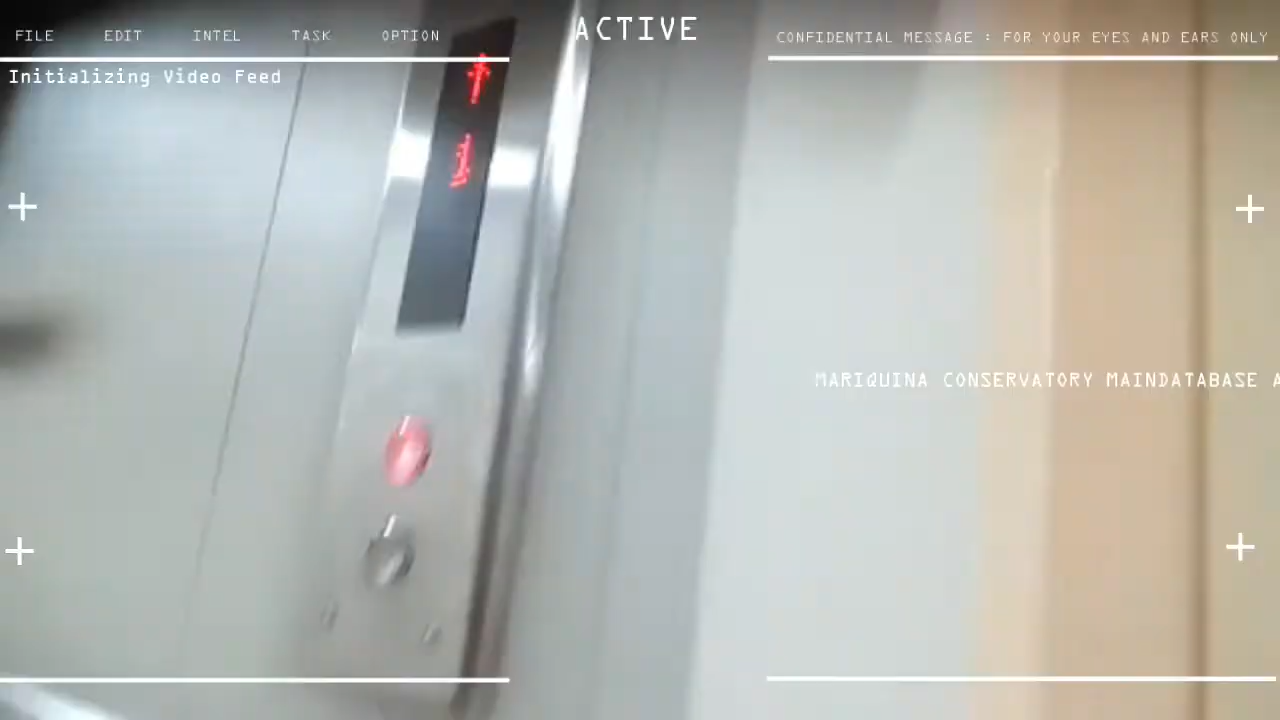 FILE EDIT INTEL TASK OPTION
ACTIVE
CONFIDENTIAL MESSAGE : FOR YOUR EYES AND EARS ONLY
Initializing Video Feed
MARIQUINA CONSERVATORY MAINDATABASE